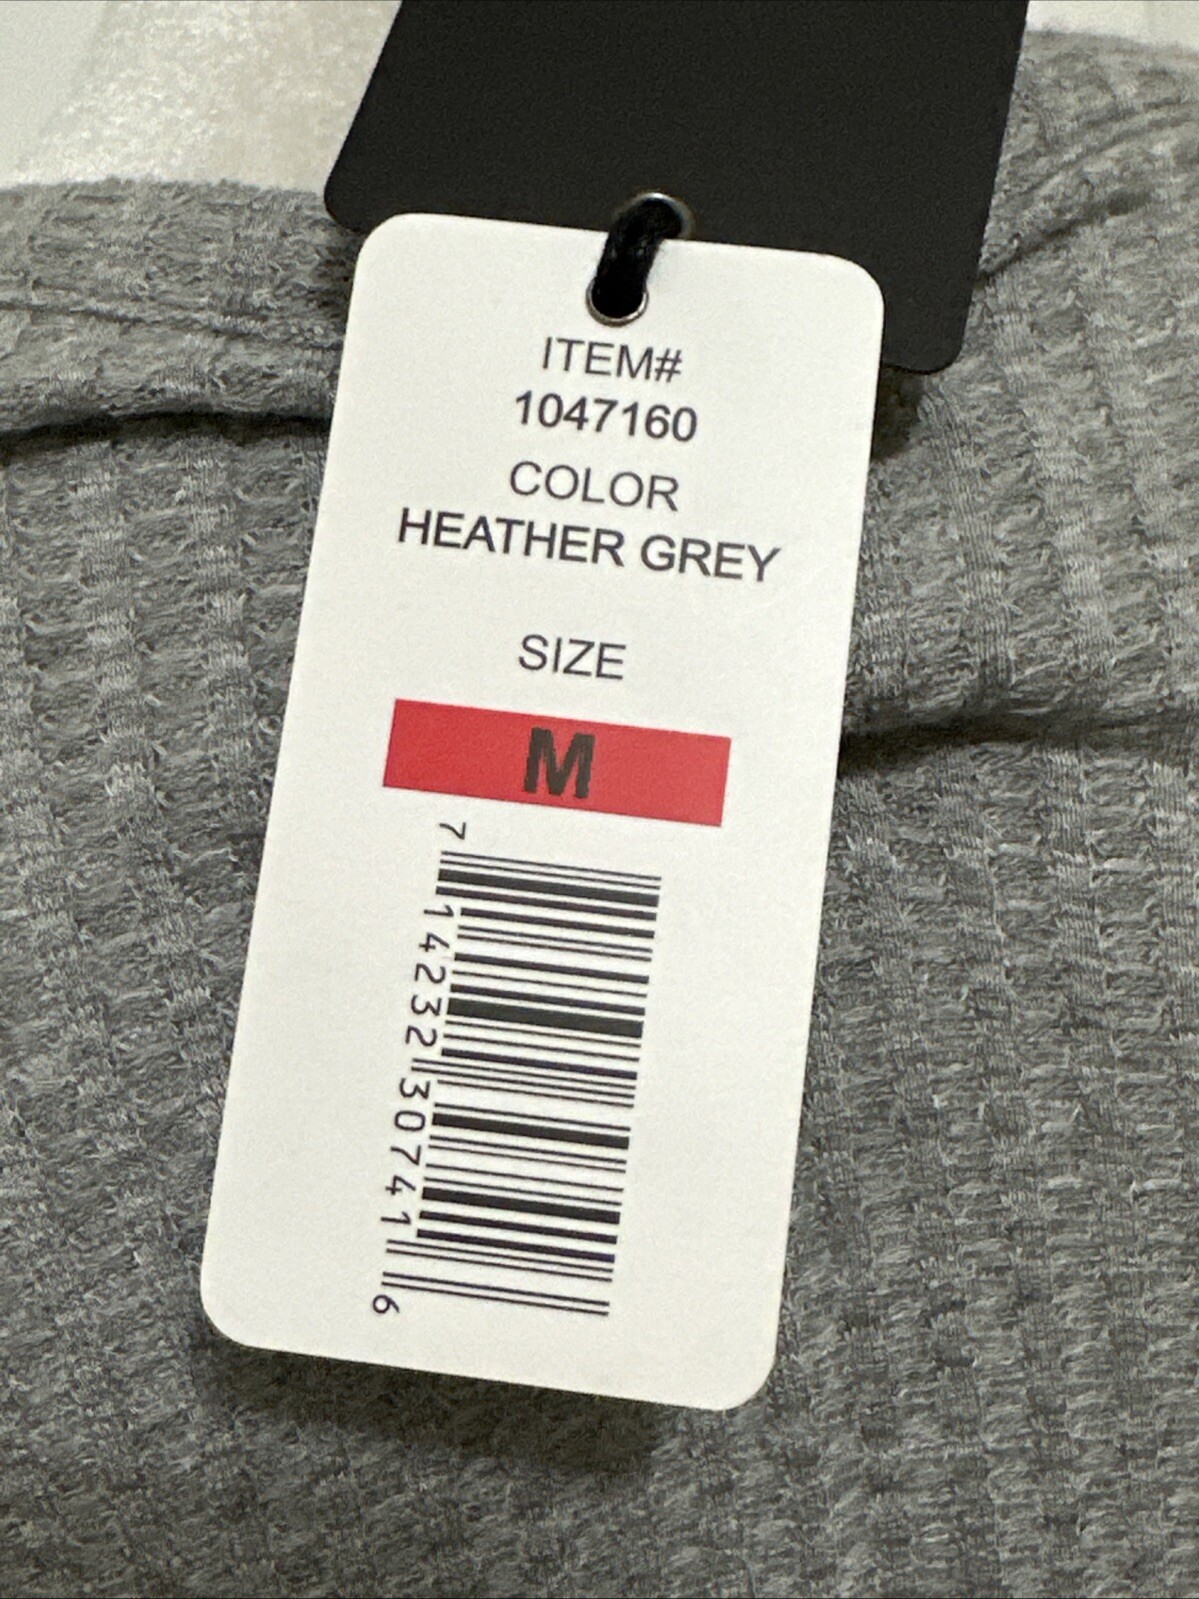 ITEM#
1047160
COLOR
HEATHER GREY
SIZE
M
7 14232 30741 6